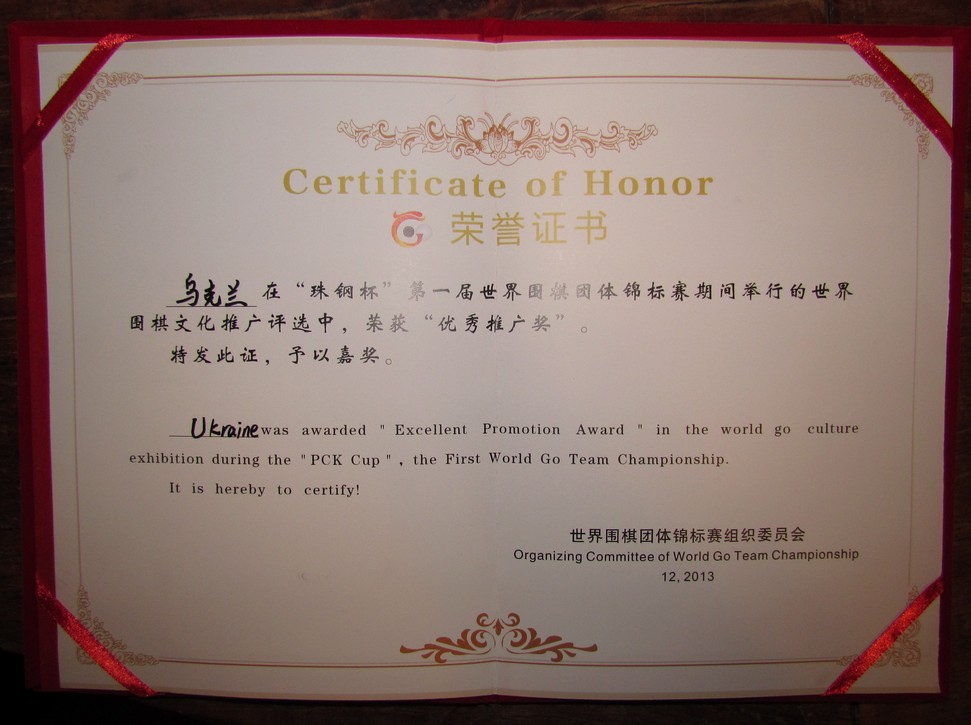 Certificate of Honor
荣誉证书
乌克兰在“珠钢杯”第一届世界围棋团体锦标赛期间举行的世界
围棋文化推广评选中，荣获“优秀推广奖”。
特发此证，予以嘉奖。
Ukraine was awarded " Excellent Promotion Award " in the world go culture
exhibition during the "PCK Cup", the First World Go Team Championship.
It is hereby to certify!
世界围棋团体锦标赛组织委员会
Organizing Committee of World Go Team Championship
12, 2013